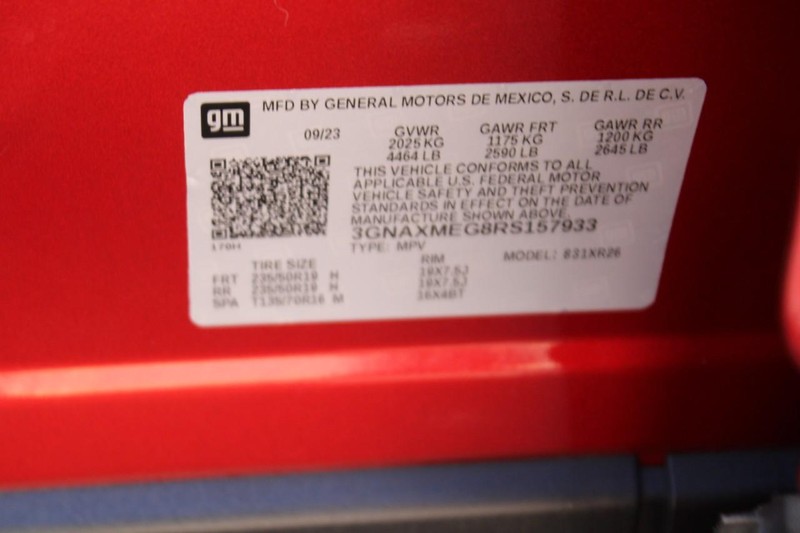 gm
MFD BY GENERAL MOTORS DE MEXICO, S. DE R.L. DE C.V.
09/23 GVWR GAWR FRT GAWR RR
2025 KG 1175 KG 1200 KG
4464 LB 2590 LB 2645 LB
THIS VEHICLE CONFORMS TO ALL
APPLICABLE U.S. FEDERAL MOTOR
VEHICLE SAFETY AND THEFT PREVENTION
STANDARDS IN EFFECT ON THE DATE OF
MANUFACTURE SHOWN ABOVE.
3GNAXMEG8RS157933
TYPE: MPV MODEL: 631XR26
TIRE SIZE RIM
FRT 235/50R19 H 19X7.5J
RR 235/50R19 H 19X7.5J
SPA T135/70R16 M 16X4BT